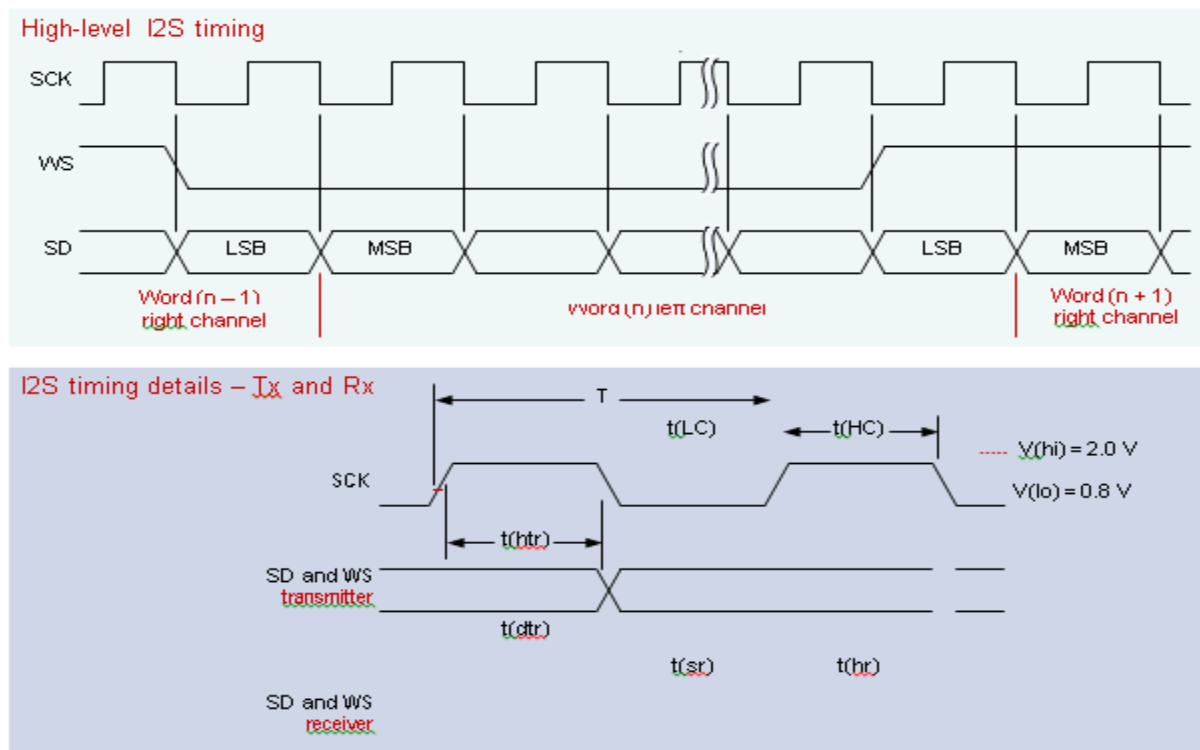 High-level I2S timing
SCK
WS
SD
LSB
MSB
LSB
MSB
Word (n – 1)
right channel
Word (n) left channel
Word (n + 1)
right channel
I2S timing details – Tx and Rx
T
t(LC)
t(HC)
V(hi) = 2.0 V
SCK
V(lo) = 0.8 V
t(htr)
SD and WS
transmitter
t(dtr)
t(sr)
t(hr)
SD and WS
receiver